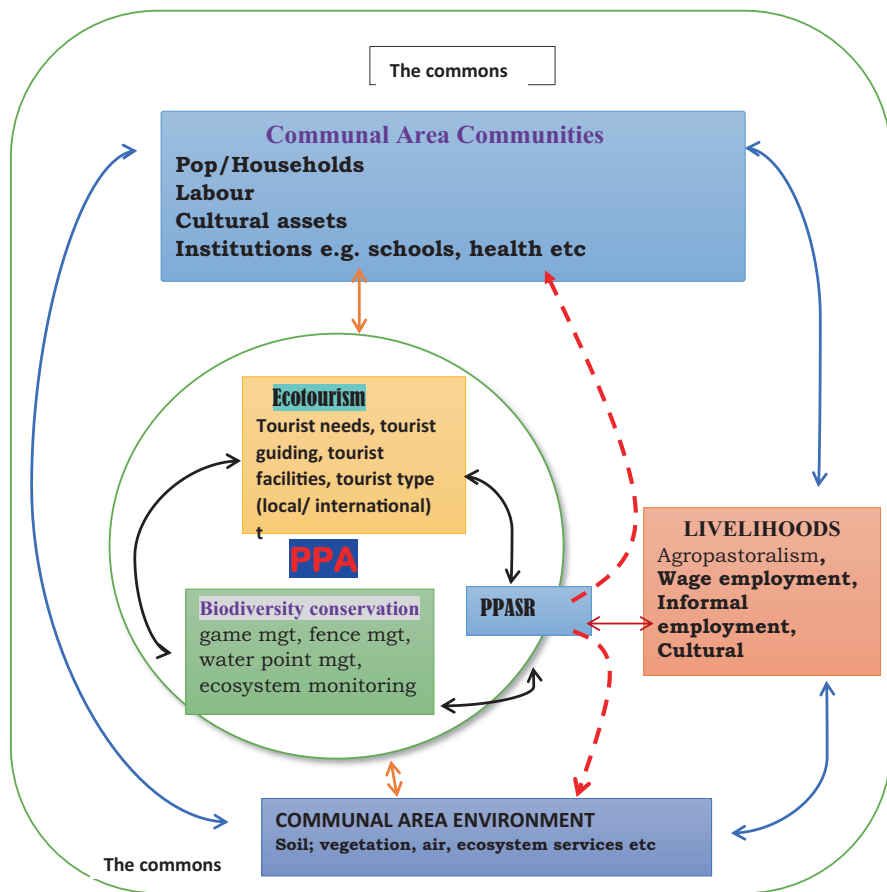 The commons
Communal Area Communities
Pop/Households
Labour
Cultural assets
Institutions e.g. schools, health etc
Ecotourism
Tourist needs, tourist
guiding, tourist
facilities, tourist type
(local/ international)
t
PPA
Biodiversity conservation
game mgt, fence mgt,
water point mgt,
ecosystem monitoring
PPASR
LIVELIHOODS
Agropastoralism,
Wage employment,
Informal
employment,
Cultural
COMMUNAL AREA ENVIRONMENT
Soil; vegetation, air, ecosystem services etc
The commons